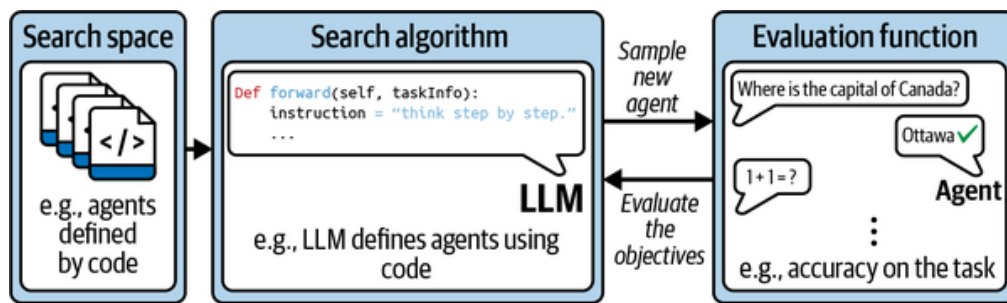 Search space
</>
e.g., agents
defined
by code
Search algorithm
Def forward(self, taskInfo):
instruction = “think step by step.”
...
LLM
e.g., LLM defines agents using
code
Sample
new
agent
Evaluate
the
objectives
Evaluation function
Where is the capital of Canada?
Ottawa ✓
1+1=?
Agent
⋮
e.g., accuracy on the task